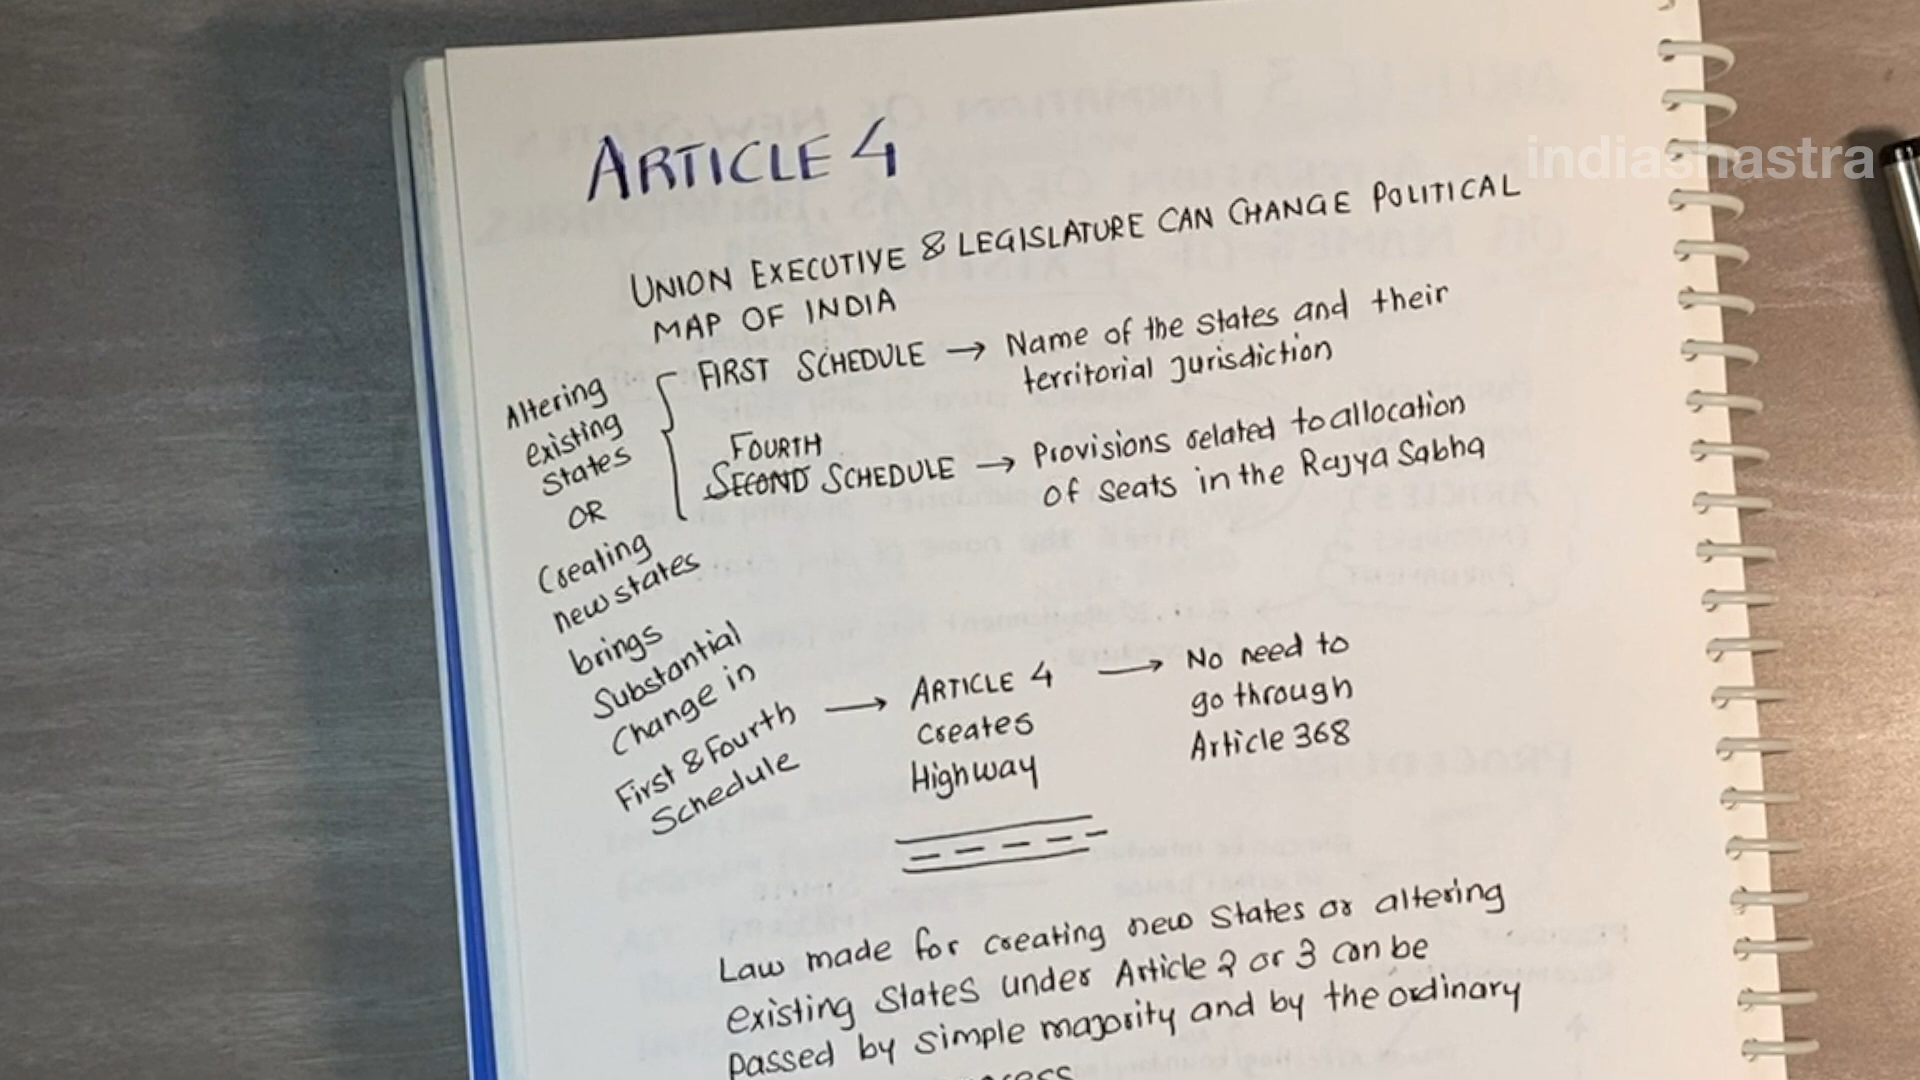 indiashastra
ARTICLE 4
UNION EXECUTIVE & LEGISLATURE CAN CHANGE POLITICAL
MAP OF INDIA
Altering
existing
States
OR
Creating
new states
brings
Substantial
Change in
First & Fourth
Schedule
FIRST SCHEDULE → Name of the states and their
territorial Jurisdiction
FOURTH
SECOND SCHEDULE → Provisions related to allocation
of seats in the Rajya Sabha
→ ARTICLE 4
creates
Highway
→ No need to
go through
Article 368
Law made for creating new States or altering
existing States under Article 2 or 3 can be
passed by simple majority and by the ordinary